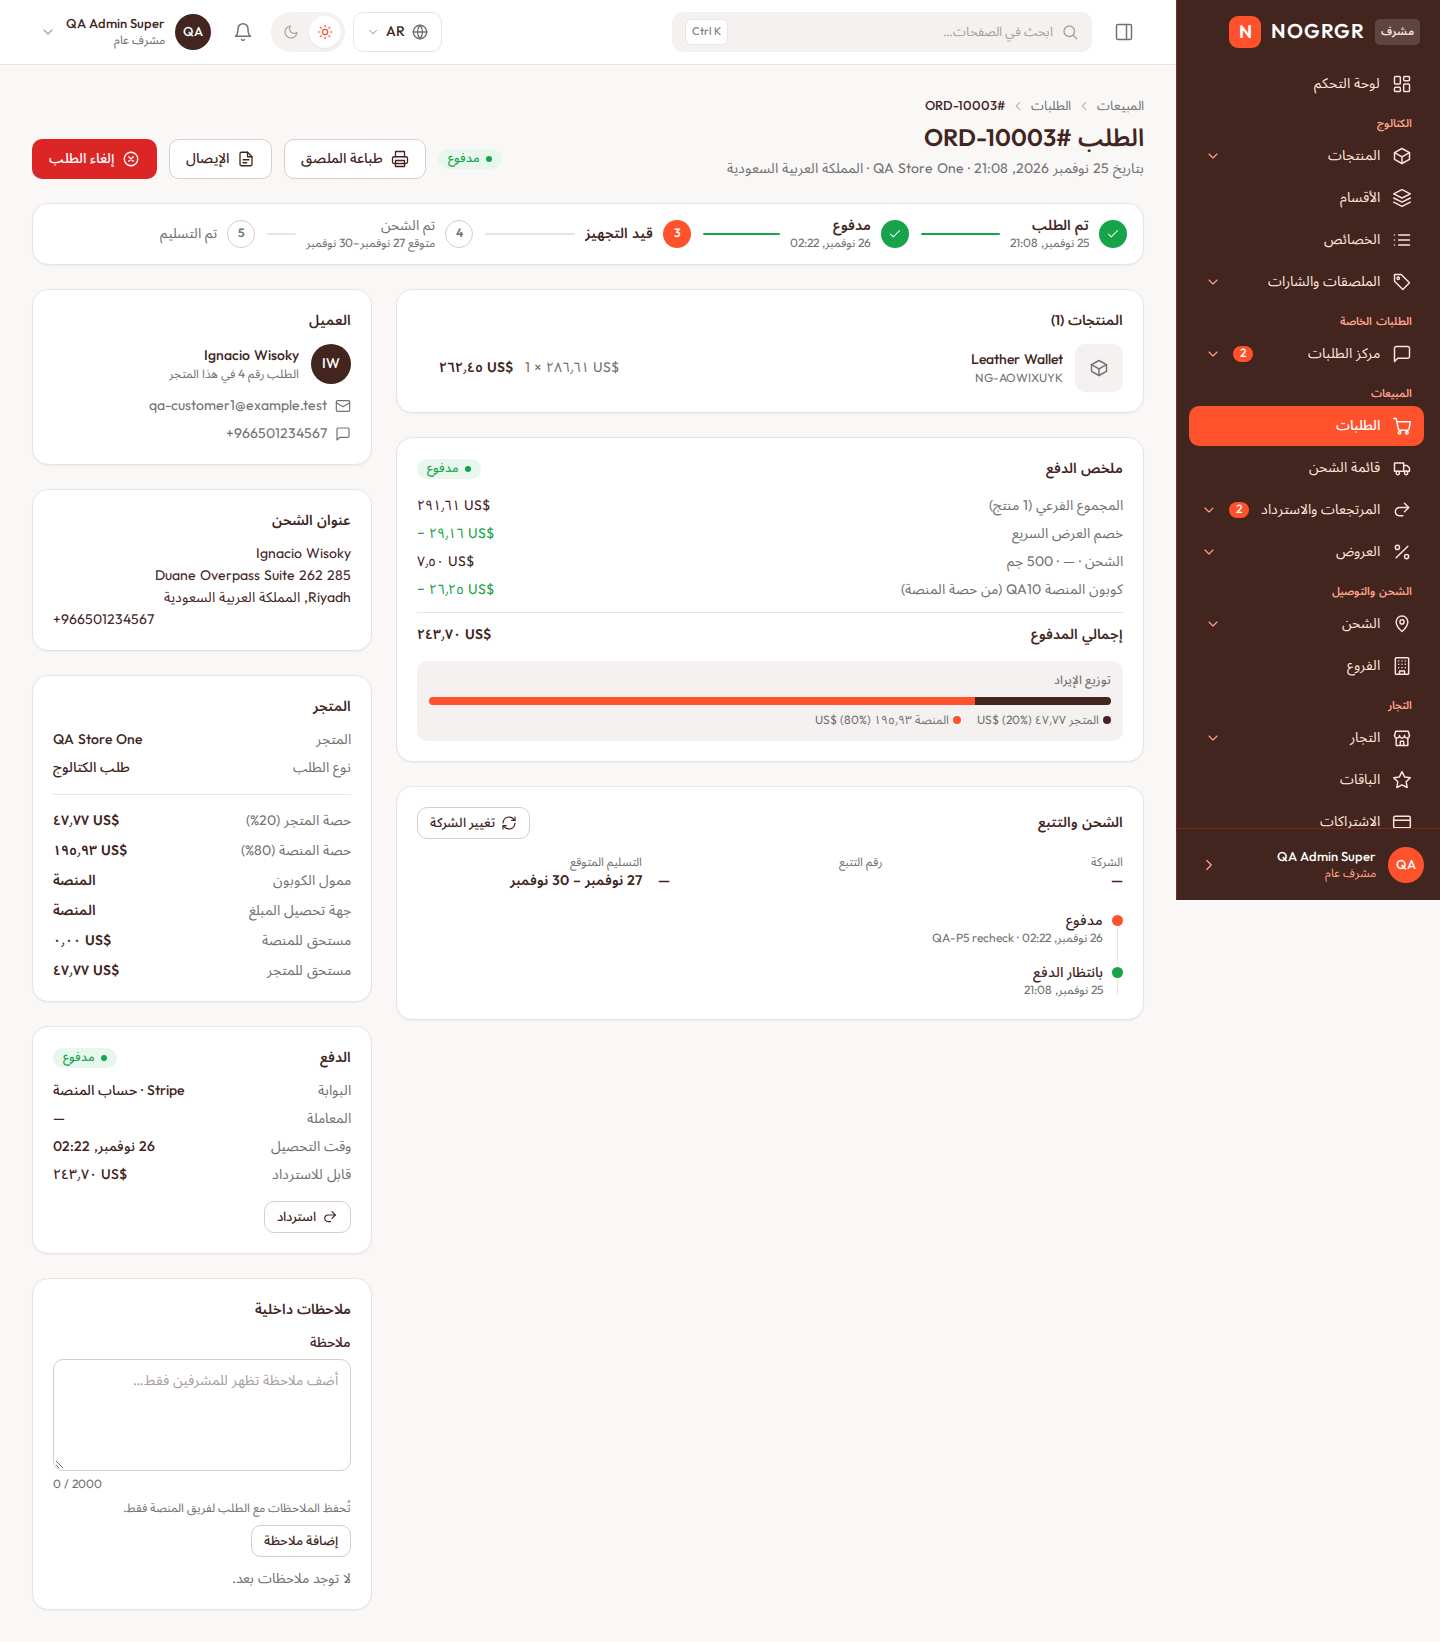 مشرف
NOGRGR
N
لوحة التحكم
الكتالوج
المنتجات
الأقسام
الخصائص
الملصقات والشارات
الطلبات الخاصة
مركز الطلبات 2
المبيعات
الطلبات
قائمة الشحن
المرتجعات والاسترداد 2
العروض
الشحن والتوصيل
الشحن
الفروع
التجار
التجار
الباقات
الاشتراكات
QA
QA Admin Super
مشرف عام
ابحث في الصفحات...
Ctrl K
AR
QA
QA Admin Super
مشرف عام
المبيعات
الطلبات
ORD-10003#
الطلب #ORD-10003
بتاريخ 25 نوفمبر 2026, 21:08 · QA Store One · المملكة العربية السعودية
مدفوع
طباعة الملصق
الإيصال
إلغاء الطلب
تم الطلب
25 نوفمبر, 21:08
مدفوع
26 نوفمبر, 02:22
3
قيد التجهيز
4
تم الشحن
متوقع 27 نوفمبر–30 نوفمبر
5
تم التسليم
المنتجات (1)
Leather Wallet
NG-AOWIXUYK
1 × ٢٨٦٫٦١ US$
٢٦٢٫٤٥ US$
ملخص الدفع
مدفوع
المجموع الفرعي (1 منتج)
٢٩١٫٦١ US$
خصم العرض السريع
− ٢٩٫١٦ US$
الشحن · — · 500 جم
٧٫٥٠ US$
كوبون المنصة QA10 (من حصة المنصة)
− ٢٦٫٢٥ US$
إجمالي المدفوع
٢٤٣٫٧٠ US$
توزيع الإيراد
المتجر ٤٧٫٧٧ US$ (20%)
المنصة ١٩٥٫٩٣ US$ (80%)
الشحن والتتبع
تغيير الشركة
الشركة
—
رقم التتبع
—
التسليم المتوقع
27 نوفمبر – 30 نوفمبر
مدفوع
26 نوفمبر, 02:22 · QA-P5 recheck
بانتظار الدفع
25 نوفمبر, 21:08
العميل
IW
Ignacio Wisoky
الطلب رقم 4 في هذا المتجر
qa-customer1@example.test
+966501234567
عنوان الشحن
Ignacio Wisoky
Duane Overpass Suite 262 285
Riyadh, المملكة العربية السعودية
+966501234567
المتجر
المتجر
QA Store One
نوع الطلب
طلب الكتالوج
حصة المتجر (20%)
٤٧٫٧٧ US$
حصة المنصة (80%)
١٩٥٫٩٣ US$
ممول الكوبون
المنصة
جهة تحصيل المبلغ
المنصة
مستحق للمنصة
٠٫٠٠ US$
مستحق للمتجر
٤٧٫٧٧ US$
الدفع
مدفوع
البوابة
Stripe · حساب المنصة
المعاملة
—
وقت التحصيل
26 نوفمبر, 02:22
قابل للاسترداد
٢٤٣٫٧٠ US$
استرداد
ملاحظات داخلية
ملاحظة
أضف ملاحظة تظهر للمشرفين فقط...
0 / 2000
تُحفظ الملاحظات مع الطلب لفريق المنصة فقط.
إضافة ملاحظة
لا توجد ملاحظات بعد.